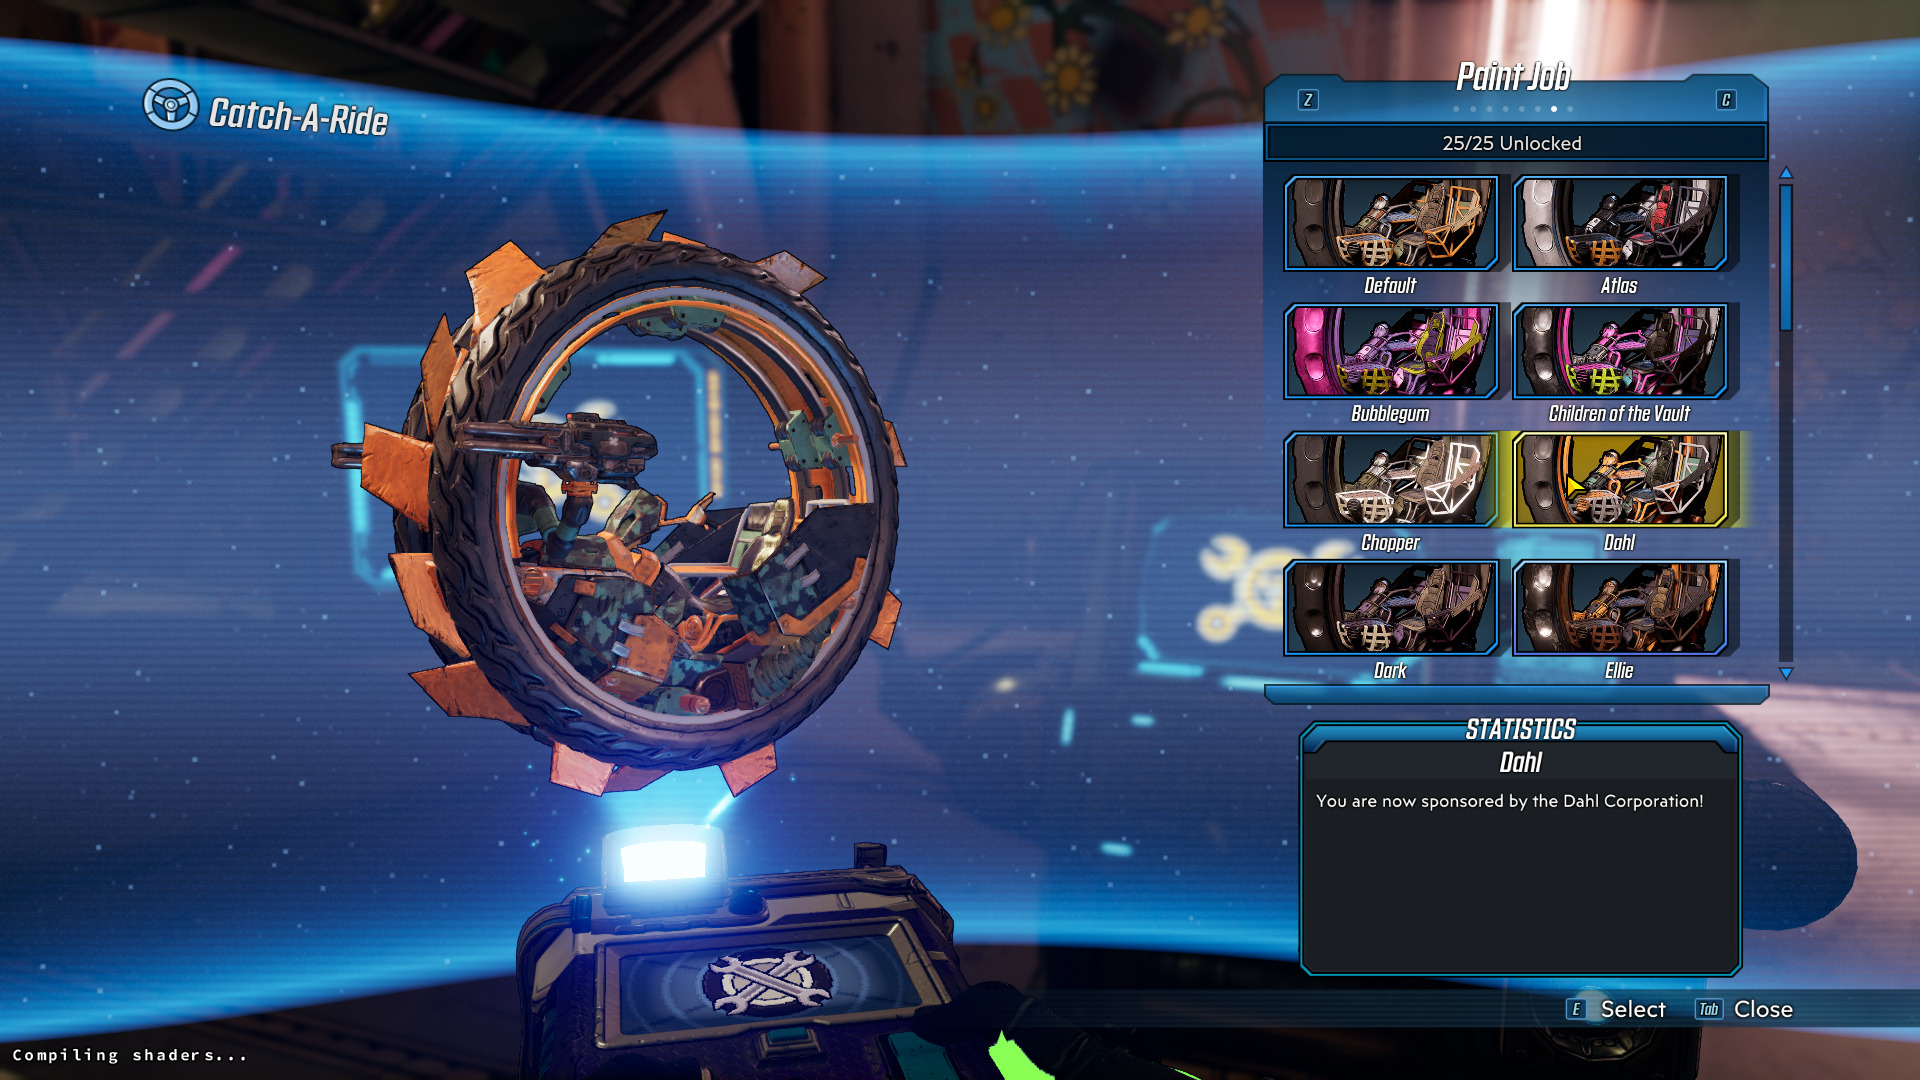 Catch-A-Ride
Paint Job
Z
C
25/25 Unlocked
Default
Atlas
Bubblegum
Children of the Vault
Chopper
Dahl
Dark
Ellie
STATISTICS
Dahl
You are now sponsored by the Dahl Corporation!
E Select Tab Close
Compiling shaders...